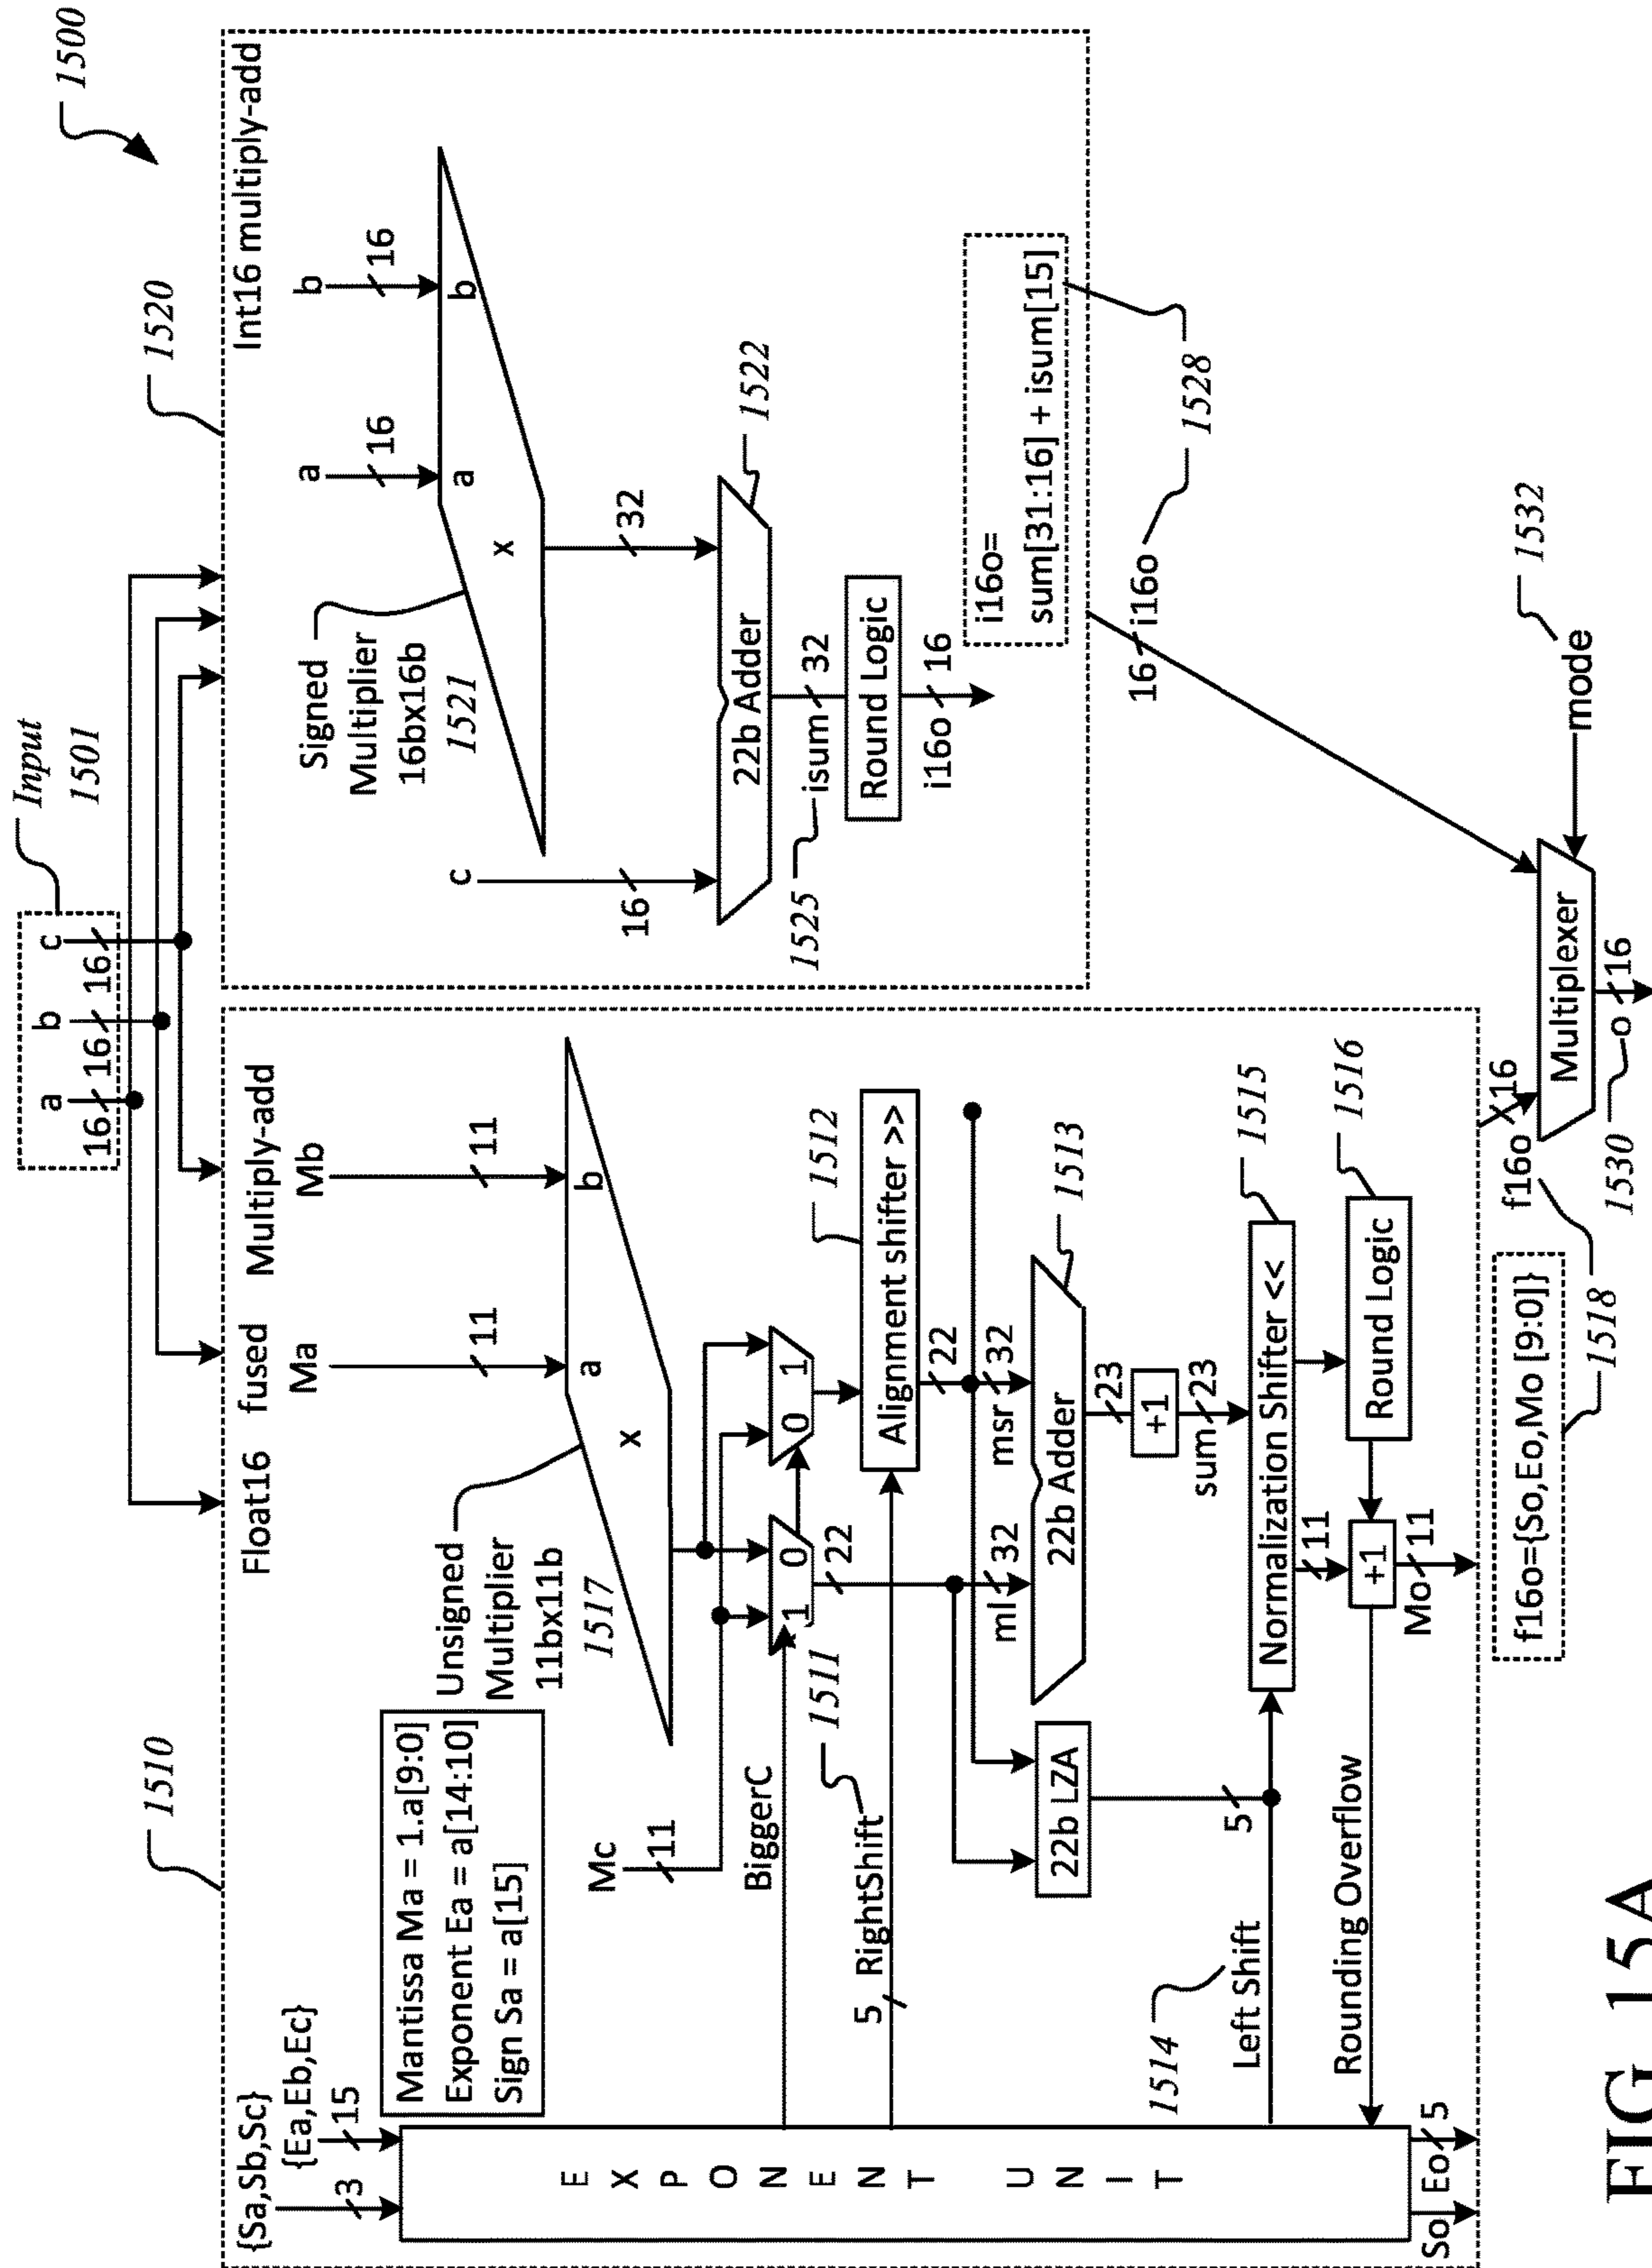 1500
Input
1501
a b c
16 16 16
1510
1520
{Sa,Sb,Sc}
{Ea,Eb,Ec}
3
15
EXPONENT UNIT
So
Eo
5
Float16 fused Multiply-add
Mantissa Ma = 1.a[9:0]
Exponent Ea = a[14:10]
Sign Sa = a[15]
Ma
Mb
11
11
Unsigned
Multiplier
11bx11b
1517
a
b
x
Mc
11
BiggerC
1 0
0 1
1511
22
5
RightShift
Alignment shifter >>
1512
22
ml
32
msr
32
22b LZA
22b Adder
1513
23
+1
sum
23
5
1514
Left Shift
Normalization Shifter <<
1515
11
Round Logic
1516
Rounding Overflow
+1
Mo
11
f16o={So,Eo,Mo [9:0]}
1518
f16o
16
Int16 multiply-add
a
b
16
16
Signed
Multiplier
16bx16b
1521
a
b
x
c
16
32
22b Adder
1522
1525
isum
32
Round Logic
i16o
16
i16o=
sum[31:16] + isum[15]
1528
16
i16o
Multiplexer
mode
1532
1530
o
16
FIG 15A